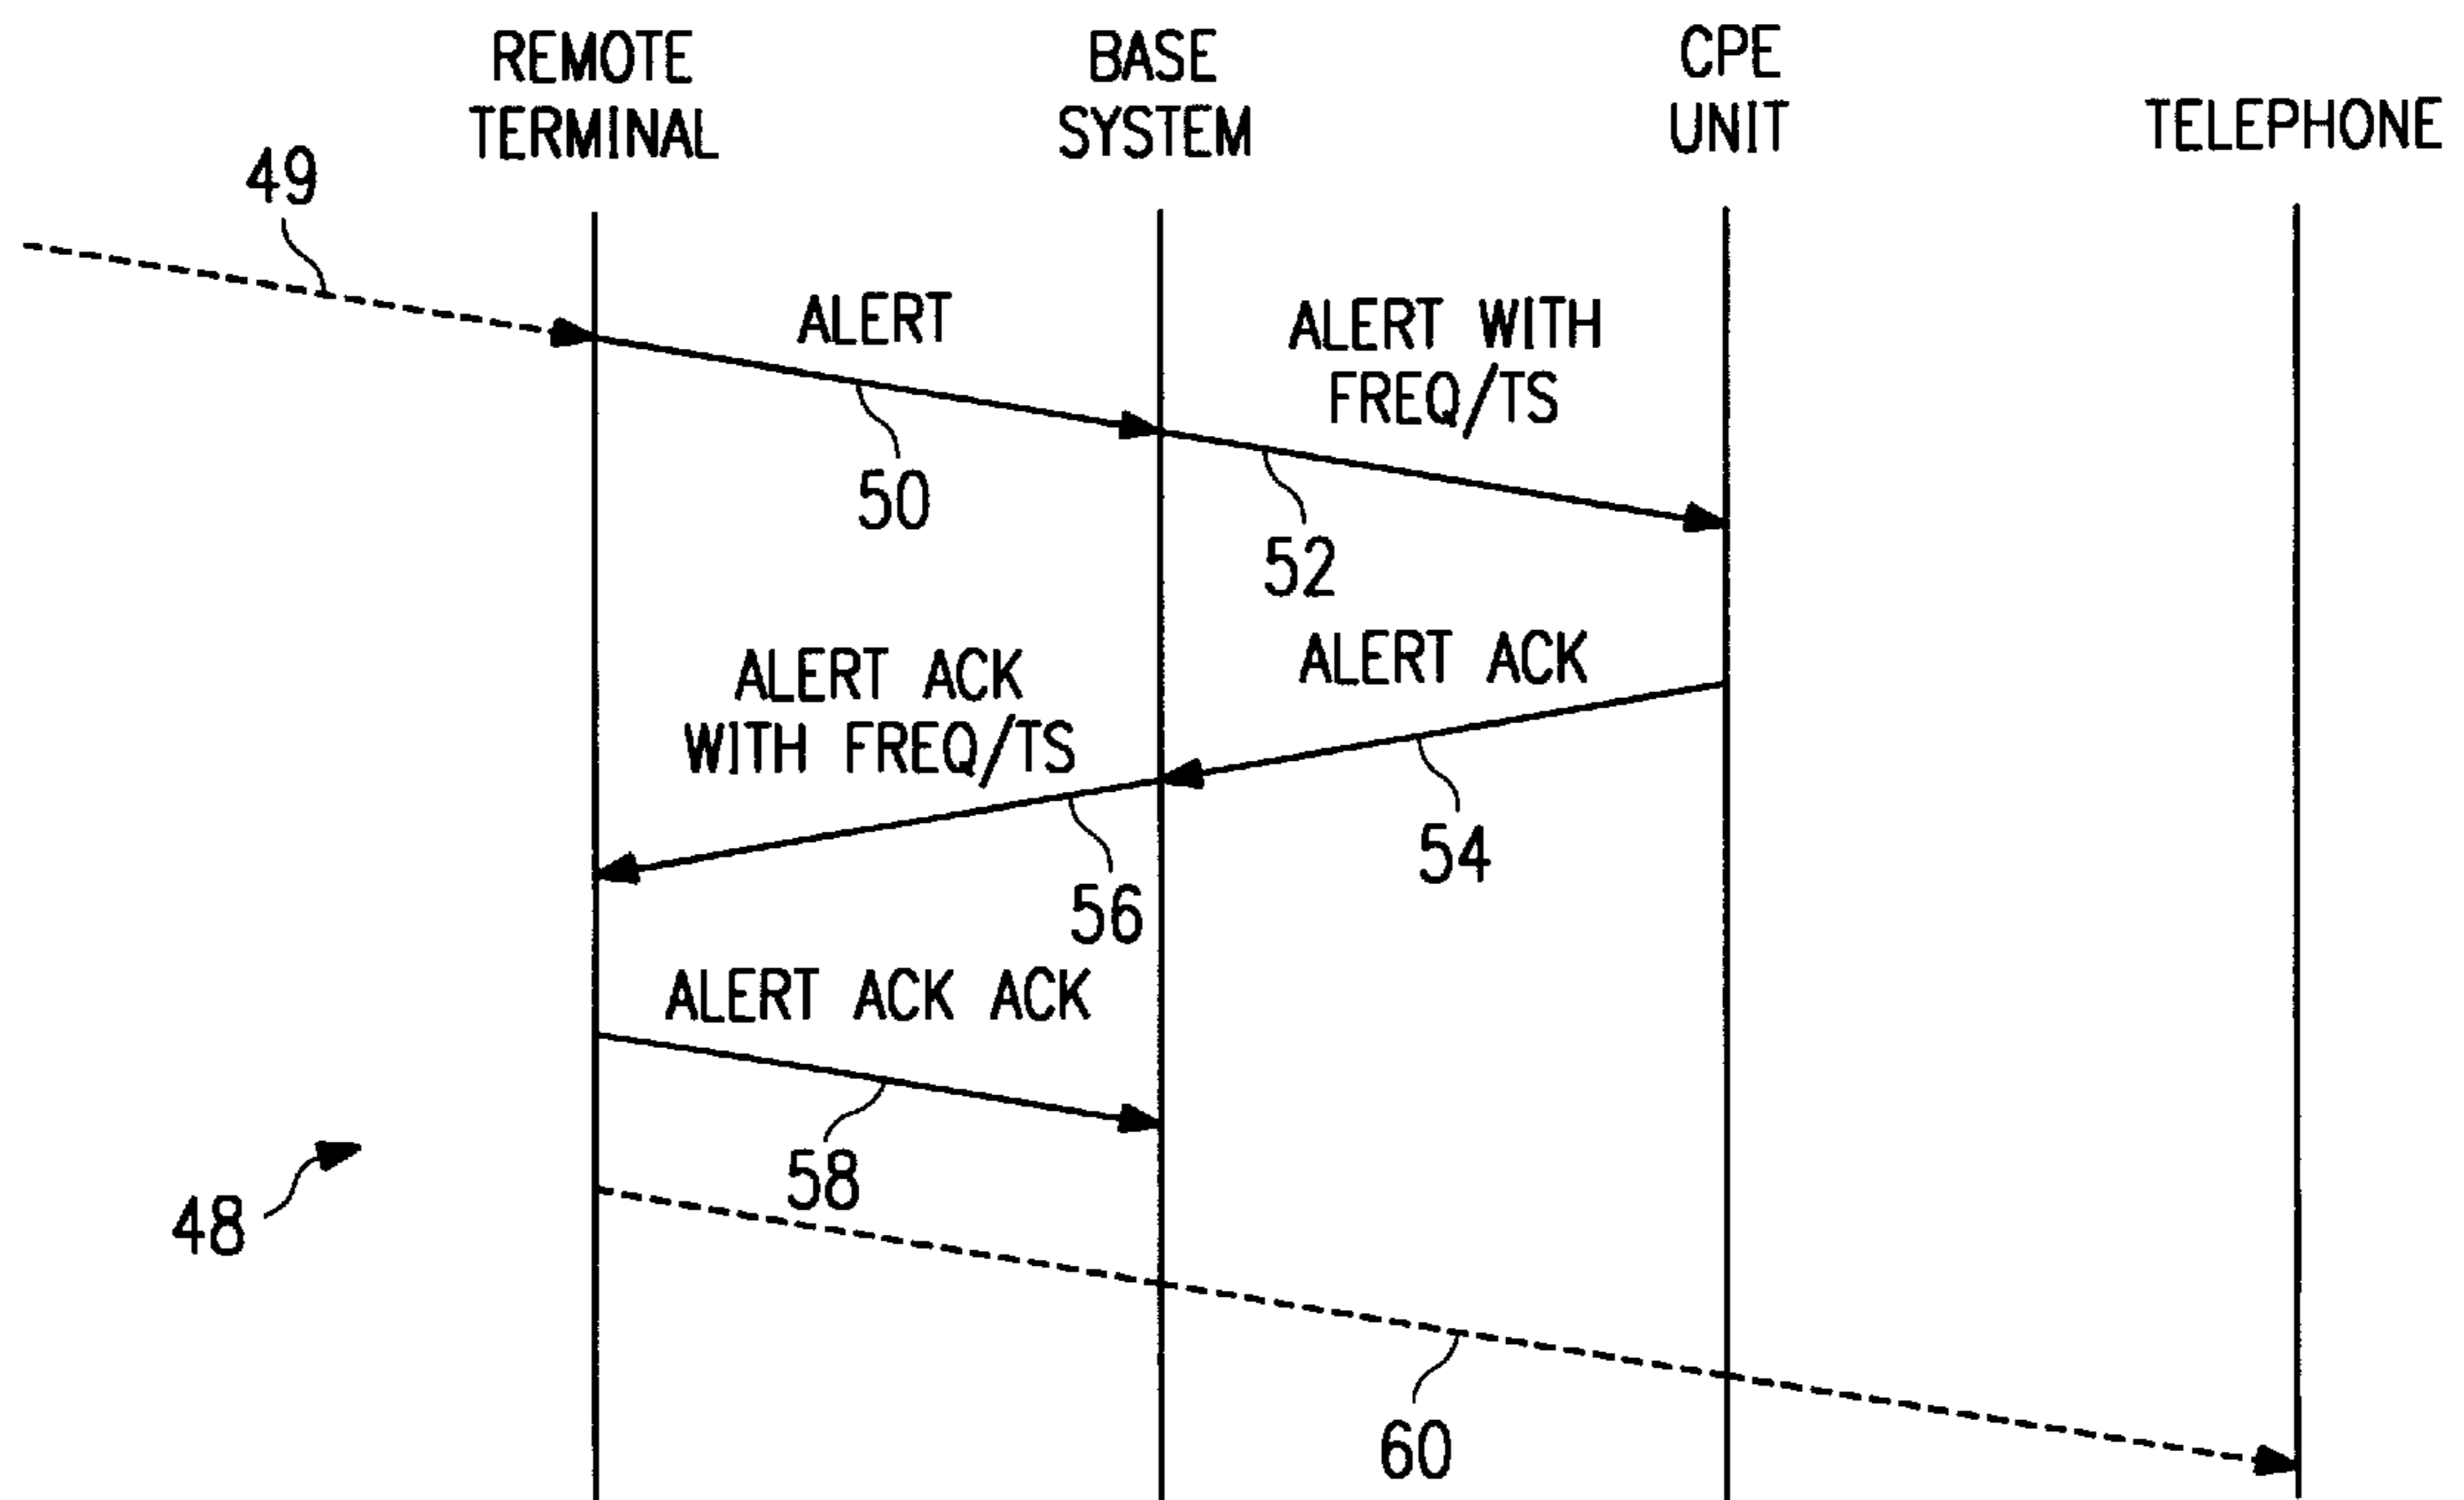 REMOTE
TERMINAL
BASE
SYSTEM
CPE
UNIT
TELEPHONE
49
ALERT
50
ALERT WITH
FREQ/TS
52
ALERT ACK
54
ALERT ACK
WITH FREQ/TS
56
ALERT ACK ACK
58
48
60